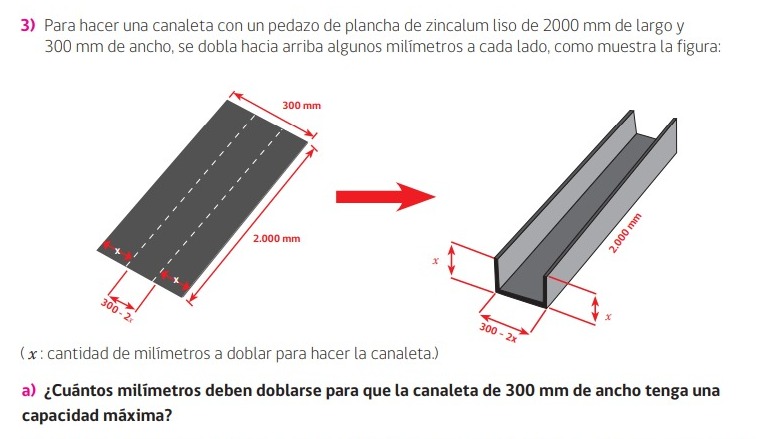 3) Para hacer una canaleta con un pedazo de plancha de zincalum liso de 2000 mm de largo y
300 mm de ancho, se dobla hacia arriba algunos milímetros a cada lado, como muestra la figura:
300 mm
2.000 mm
x
x
300 - 2x
2.000 mm
x
x
300 - 2x
( x : cantidad de milímetros a doblar para hacer la canaleta.)
a) ¿Cuántos milímetros deben doblarse para que la canaleta de 300 mm de ancho tenga una
capacidad máxima?